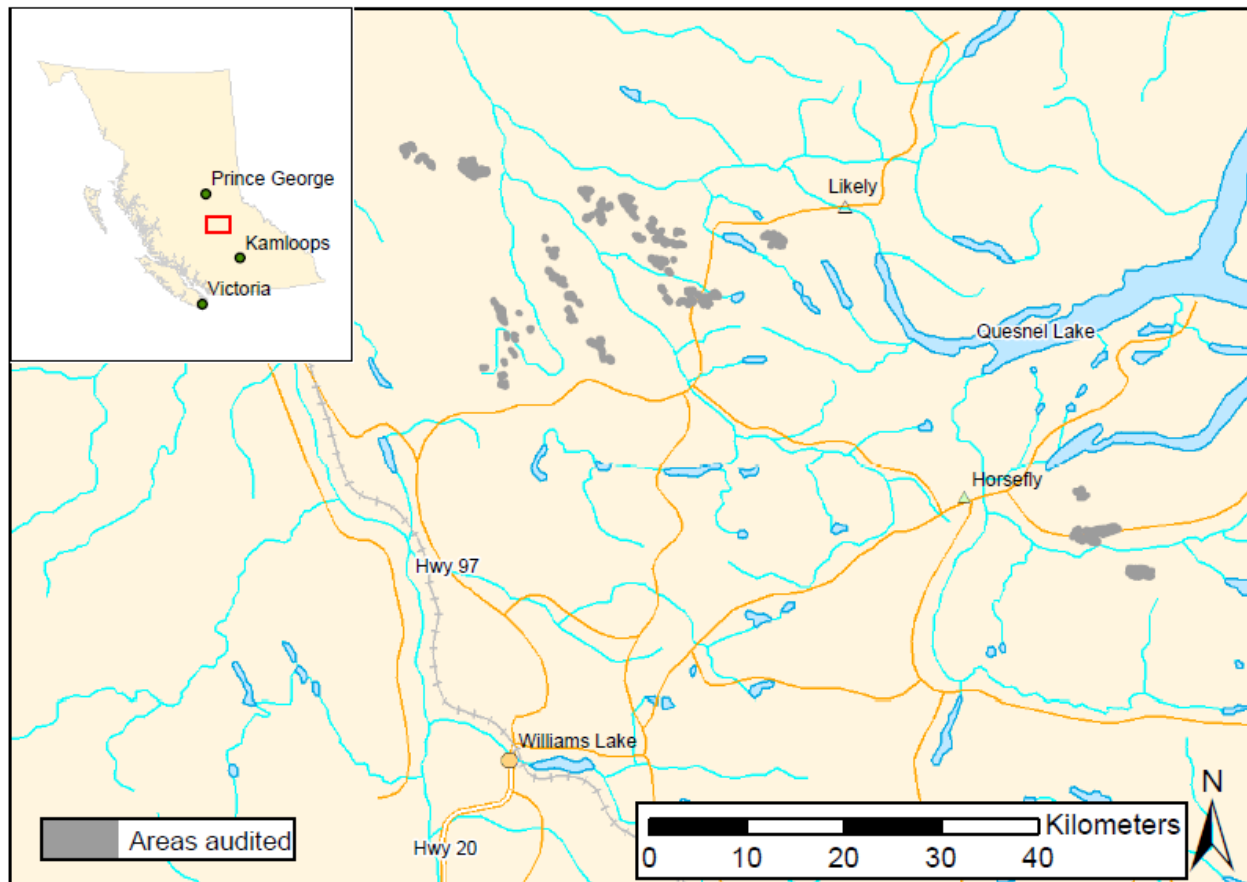 Prince George
Kamloops
Victoria
Likely
Quesnel Lake
Horsefly
Hwy 97
Williams Lake
Hwy 20
Areas audited
Kilometers
0 10 20 30 40
N